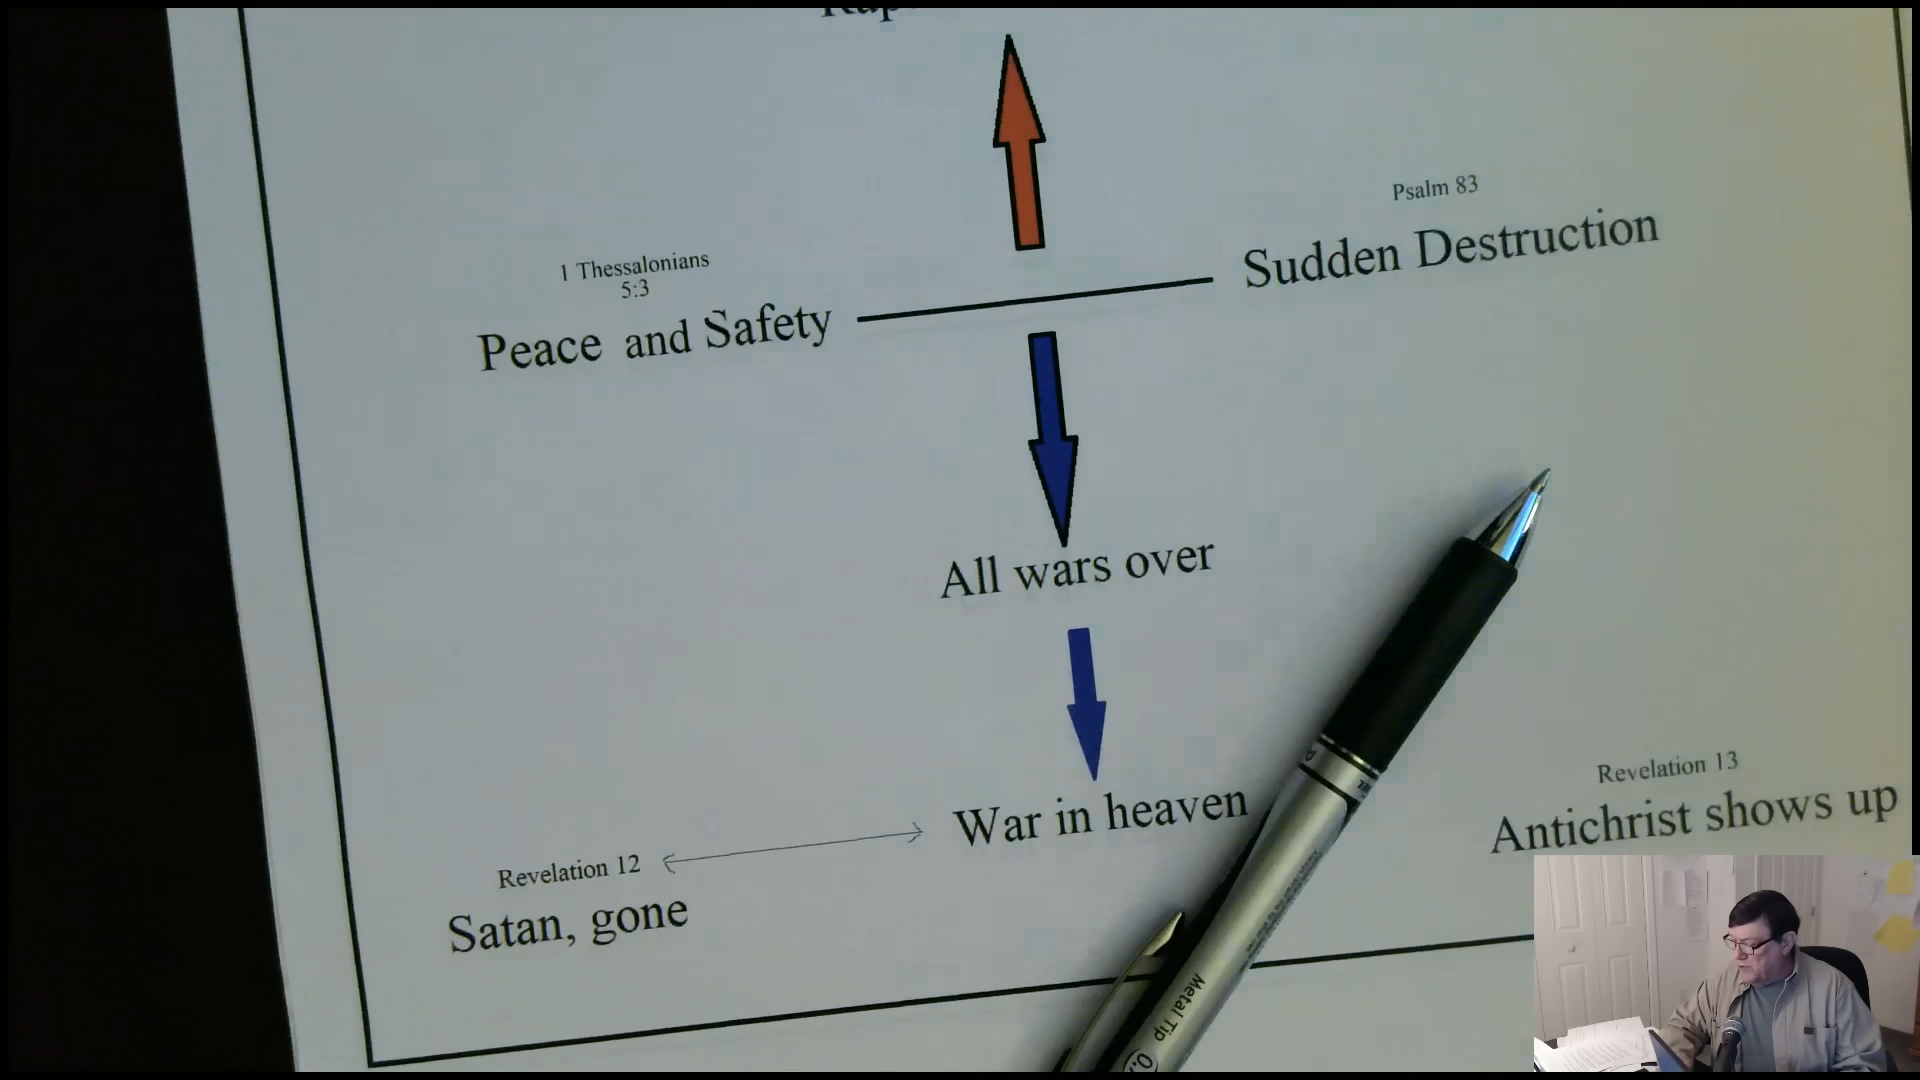 Psalm 83
Sudden Destruction
1 Thessalonians
5:3
Peace and Safety
All wars over
Revelation 13
Antichrist shows up
War in heaven
Revelation 12
Satan, gone
Metal Tip